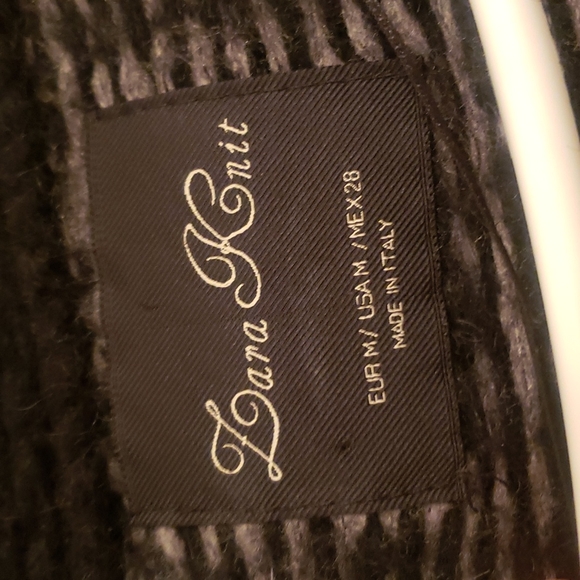 Zara Knit
EUR M / USA M / MEX 28
MADE IN ITALY